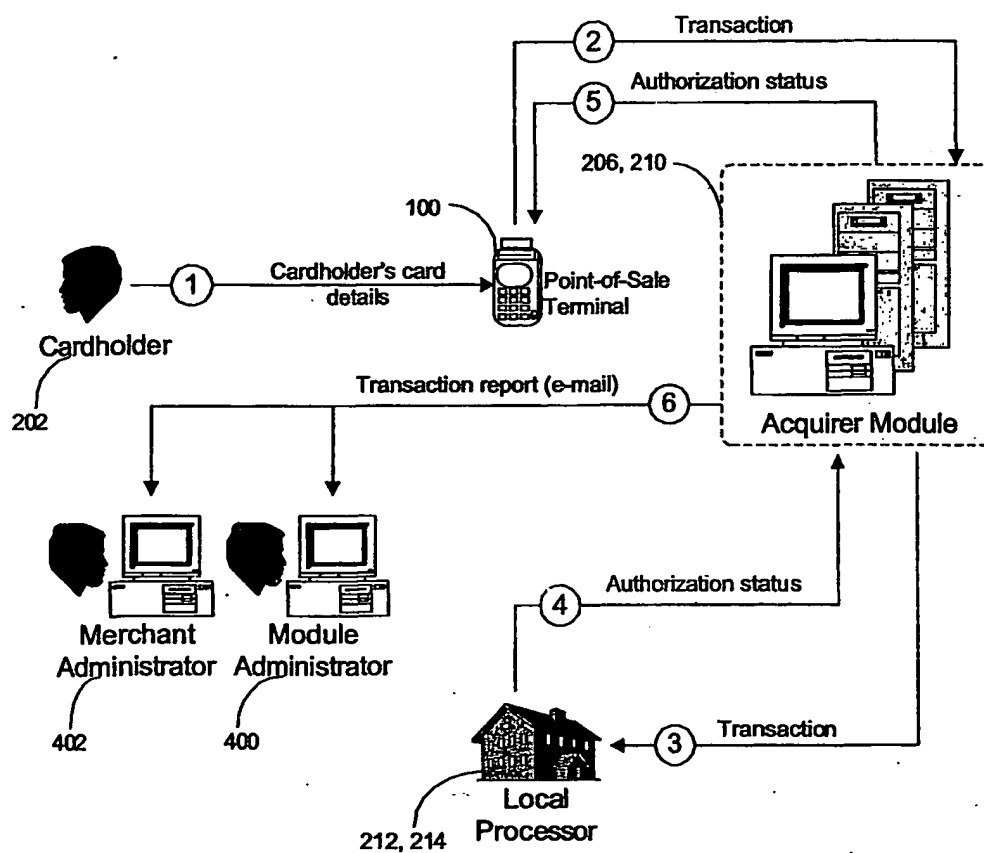 2
Transaction
Authorization status
5
206, 210
100
1
Cardholder's card
details
Point-of-Sale
Terminal
Cardholder
202
Transaction report (e-mail)
6
Acquirer Module
4
Authorization status
Merchant
Administrator
Module
Administrator
402
400
3
Transaction
Local
Processor
212, 214